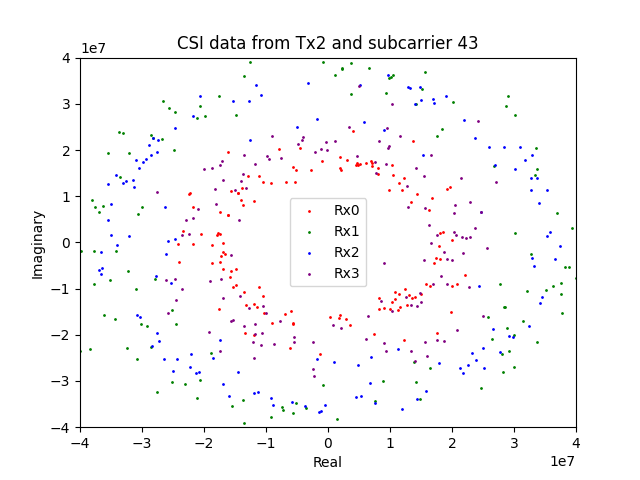 CSI data from Tx2 and subcarrier 43
1e7
4
3
2
1
0
−1
−2
−3
−4
Imaginary
Rx0
Rx1
Rx2
Rx3
−4 −3 −2 −1 0 1 2 3 4
Real
1e7